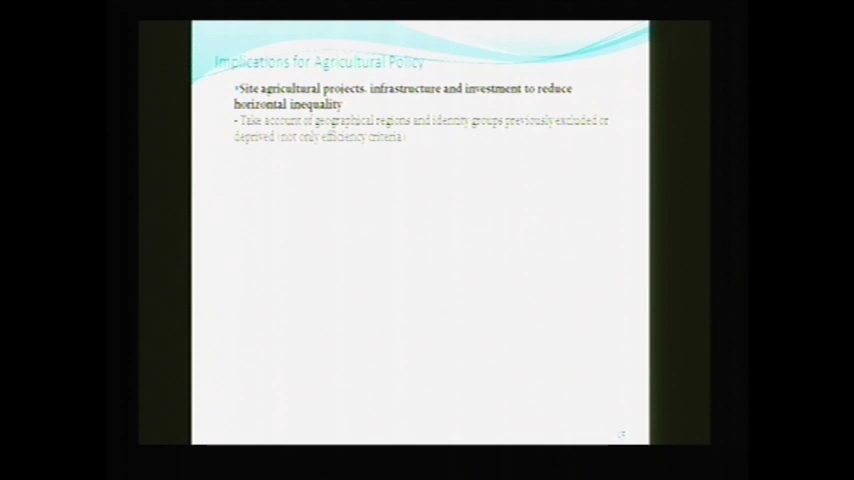 Implications for Agricultural Policy
Site agricultural projects, infrastructure and investment to reduce
horizontal inequality
- Take account of geographical regions and identity groups previously excluded or
deprived (not only efficiency criteria)